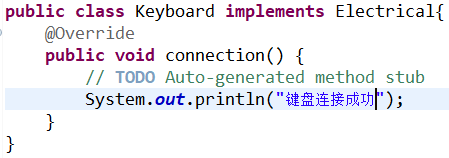 public class Keyboard implements Electrical{
    @Override
    public void connection() {
        // TODO Auto-generated method stub
        System.out.println("键盘连接成功");
    }
}